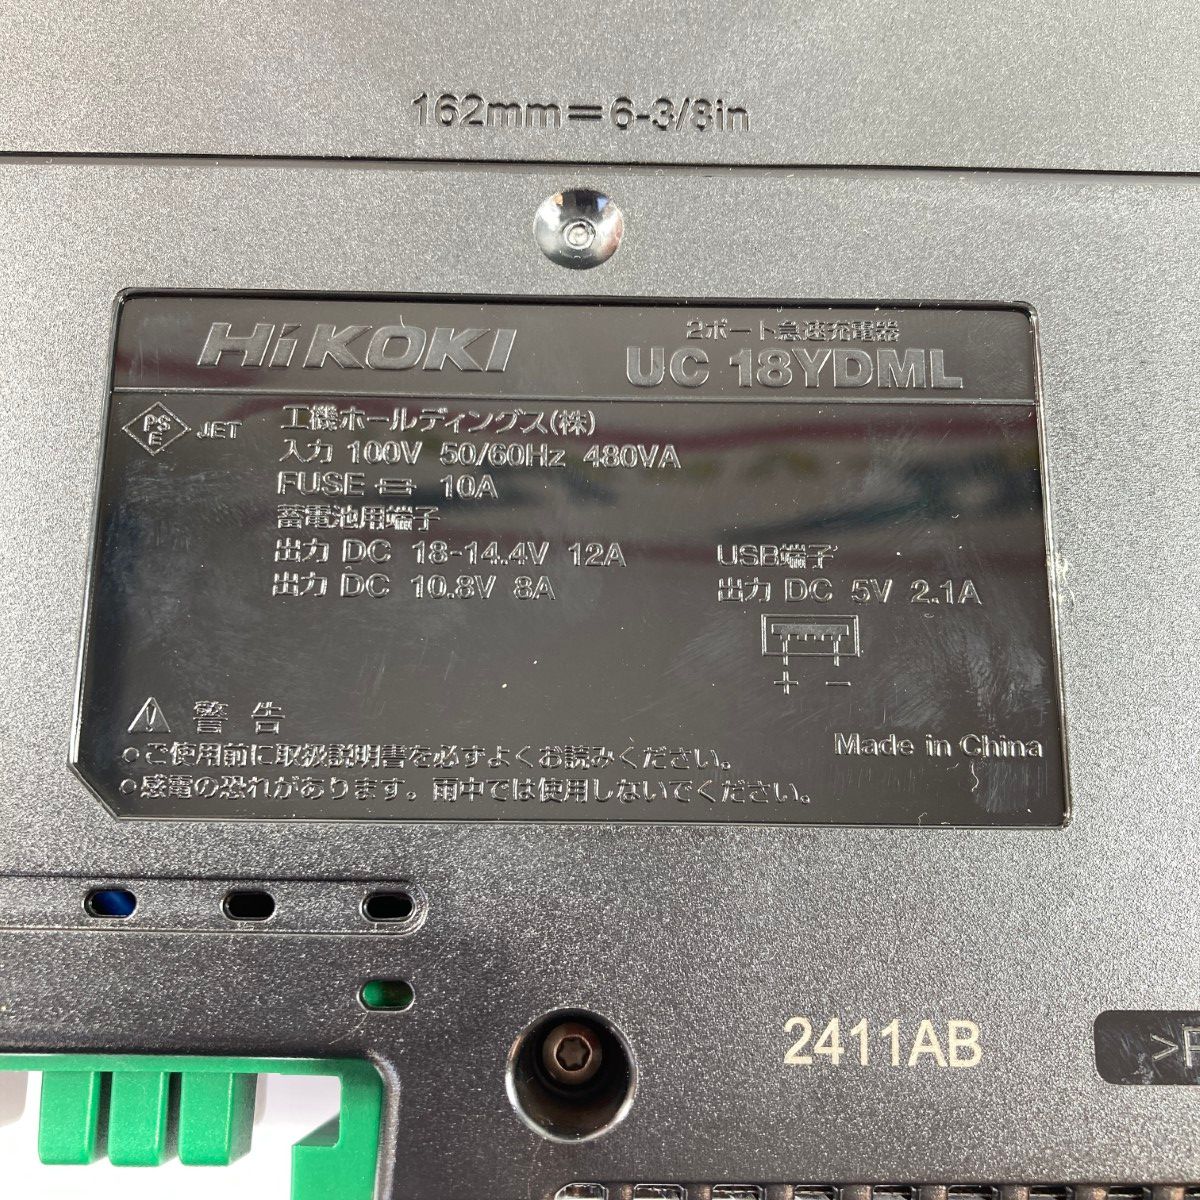 162mm=6-3/8in
HiKOKI
2ポート急速充電器
UC 18YDML
PS
E
JET
工機ホールディングス(株)
入力 100V 50/60Hz 480VA
FUSE 10A
蓄電池用端子
出力 DC 18-14.4V 12A
出力 DC 10.8V 8A
USB端子
出力 DC 5V 2.1A
+ −
警告
●ご使用前に取扱説明書を必ずよくお読みください。
●感電の恐れがあります。雨中では使用しないでください。
Made in China
2411AB